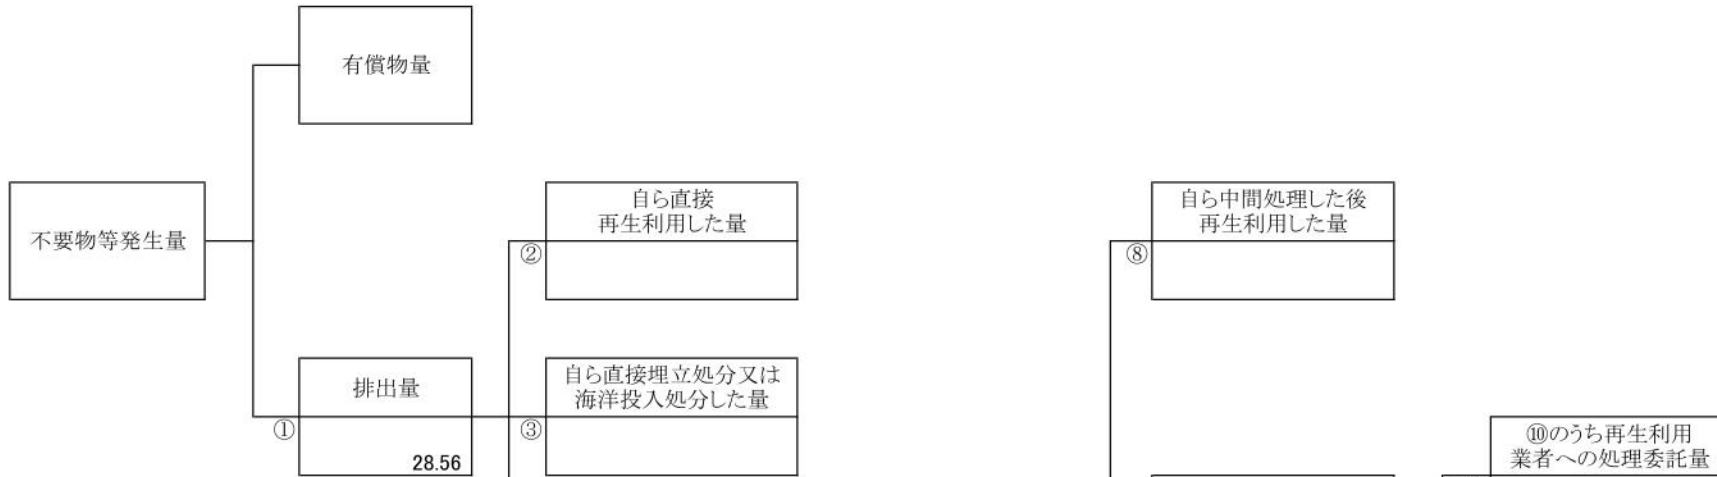 有償物量
不要物等発生量
自ら直接
再生利用した量
②
自ら中間処理した後
再生利用した量
⑧
排出量
①
28.56
自ら直接埋立処分又は
海洋投入処分した量
③
⑩のうち再生利用
業者への処理委託量